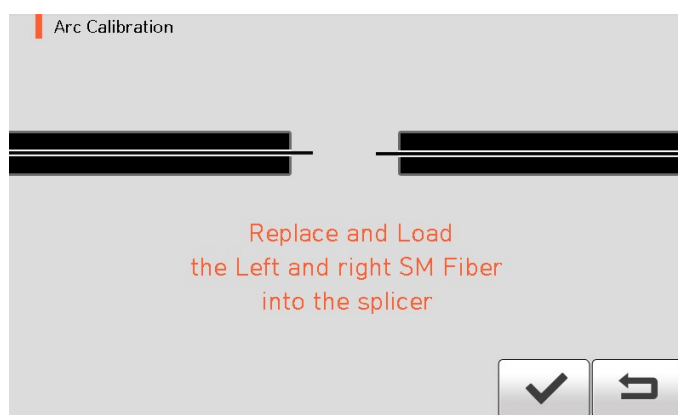 Arc Calibration
Replace and Load
the Left and right SM Fiber
into the splicer